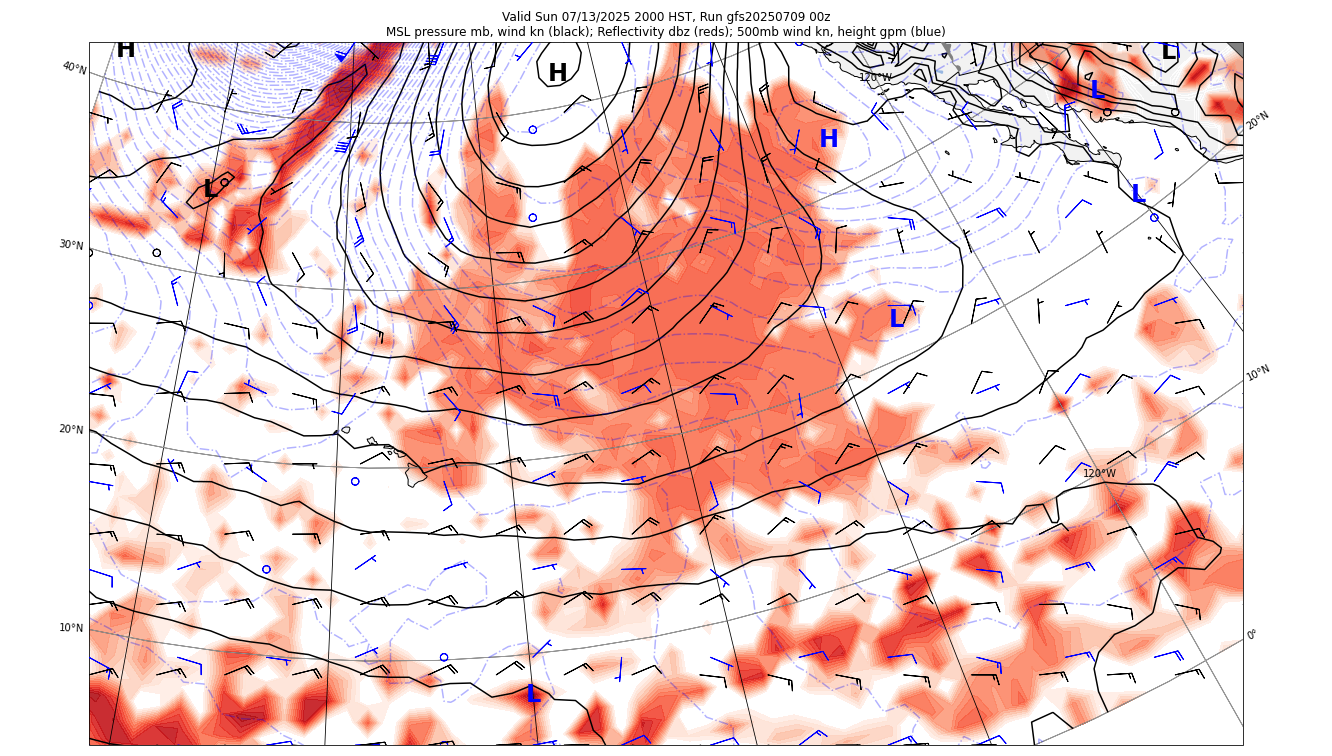 Valid Sun 07/13/2025 2000 HST, Run gfs20250709 00z
MSL pressure mb, wind kn (black); Reflectivity dbz (reds); 500mb wind kn, height gpm (blue)
H
H
L
40°N
120°W
L
20°N
H
L
L
30°N
L
10°N
20°N
120°W
10°N
0°
L